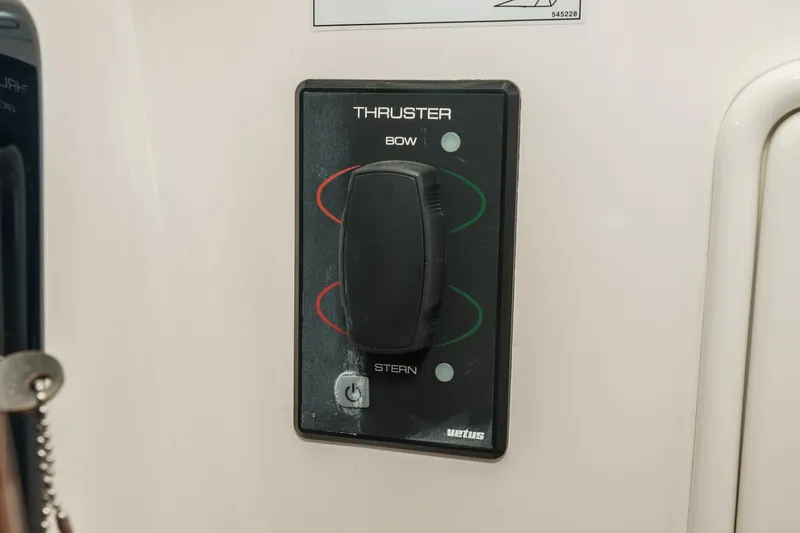 545228
THRUSTER
BOW
STERN
vetus